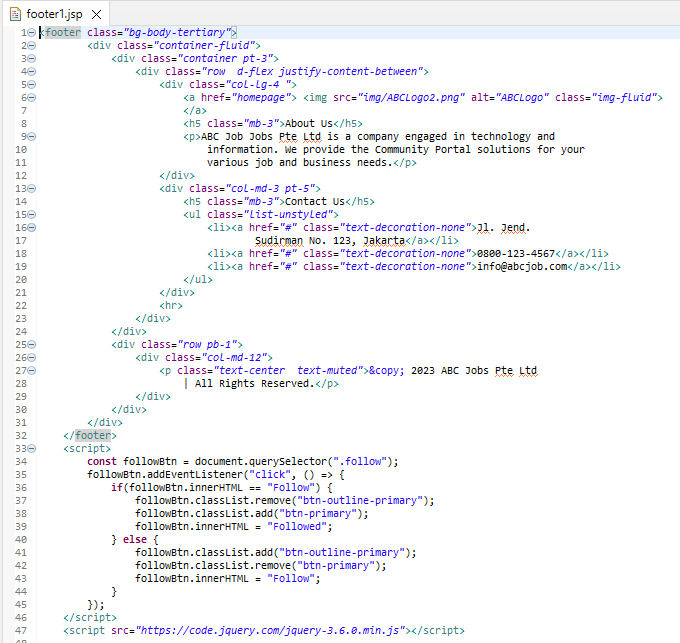 footer1.jsp
1 <footer class="bg-body-tertiary">
2 <div class="container-fluid">
3 <div class="container pt-3">
4 <div class="row  d-flex justify-content-between">
5 <div class="col-lg-4 ">
6 <a href="homepage"> <img src="img/ABCLogo2.png" alt="ABCLogo" class="img-fluid">
7 </a>
8 <h5 class="mb-3">About Us</h5>
9 <p>ABC Job Jobs Pte Ltd is a company engaged in technology and
10 information. We provide the Community Portal solutions for your
11 various job and business needs.</p>
12 </div>
13 <div class="col-md-3 pt-5">
14 <h5 class="mb-3">Contact Us</h5>
15 <ul class="list-unstyled">
16 <li><a href="#" class="text-decoration-none">Jl. Jend.
17 Sudirman No. 123, Jakarta</a></li>
18 <li><a href="#" class="text-decoration-none">0800-123-4567</a></li>
19 <li><a href="#" class="text-decoration-none">info@abcjob.com</a></li>
20 </ul>
21 </div>
22 <hr>
23 </div>
24 </div>
25 <div class="row pb-1">
26 <div class="col-md-12">
27 <p class="text-center  text-muted">&copy; 2023 ABC Jobs Pte Ltd
28 | All Rights Reserved.</p>
29 </div>
30 </div>
31 </div>
32 </footer>
33 <script>
34 const followBtn = document.querySelector(".follow");
35 followBtn.addEventListener("click", () => {
36 if(followBtn.innerHTML == "Follow") {
37 followBtn.classList.remove("btn-outline-primary");
38 followBtn.classList.add("btn-primary");
39 followBtn.innerHTML = "Followed";
40 } else {
41 followBtn.classList.add("btn-outline-primary");
42 followBtn.classList.remove("btn-primary");
43 followBtn.innerHTML = "Follow";
44 }
45 });
46 </script>
47 <script src="https://code.jquery.com/jquery-3.6.0.min.js"></script>